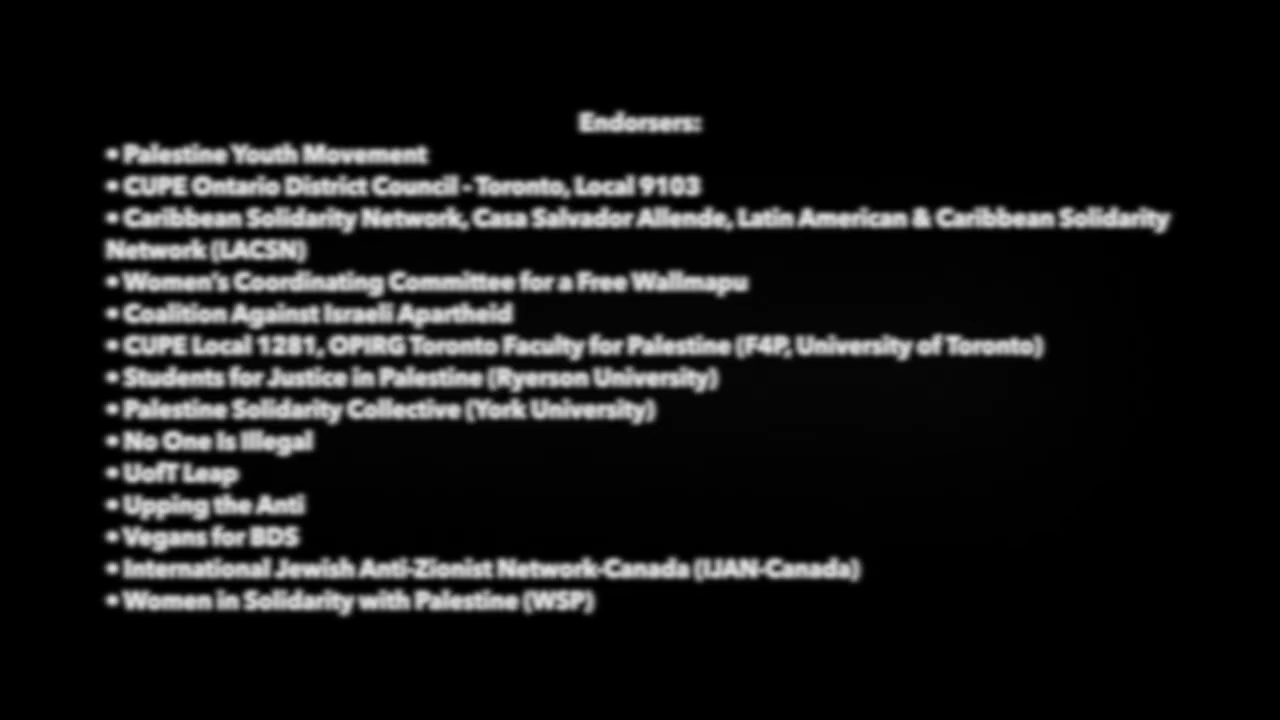 Endorsers:
• Palestine Youth Movement
• CUPE Ontario District Council - Toronto, Local 9103
• Caribbean Solidarity Network, Casa Salvador Allende, Latin American & Caribbean Solidarity
Network (LACSN)
• Women's Coordinating Committee for a Free Wallmapu
• Coalition Against Israeli Apartheid
• CUPE Local 1281, OPIRG Toronto Faculty for Palestine (F4P, University of Toronto)
• Students for Justice in Palestine (Ryerson University)
• Palestine Solidarity Collective (York University)
• No One Is Illegal
• UofT Leap
• Upping the Anti
• Vegans for BDS
• International Jewish Anti-Zionist Network-Canada (IJAN-Canada)
• Women in Solidarity with Palestine (WSP)